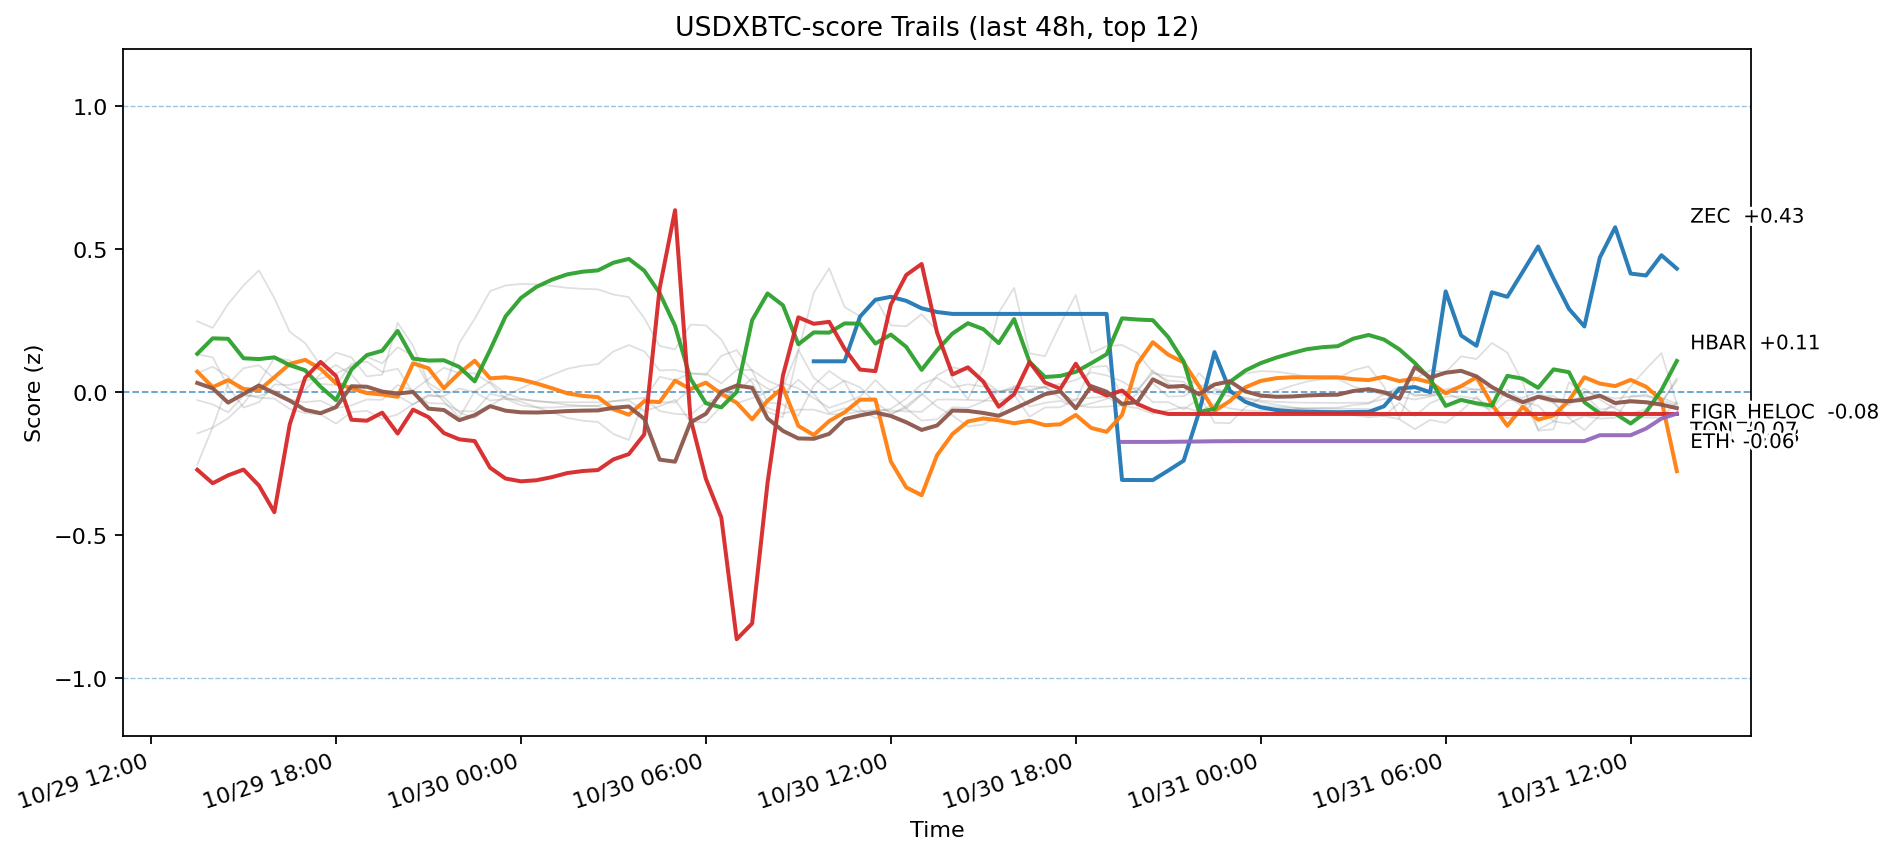 USDXBTC-score Trails (last 48h, top 12)
Score (z)
1.0
0.5
0.0
−0.5
−1.0
ZEC +0.43
HBAR +0.11
FIGR_HELOC -0.08
TON -0.07
ETH -0.06
10/29 12:00
10/29 18:00
10/30 00:00
10/30 06:00
10/30 12:00
10/30 18:00
10/31 00:00
10/31 06:00
10/31 12:00
Time